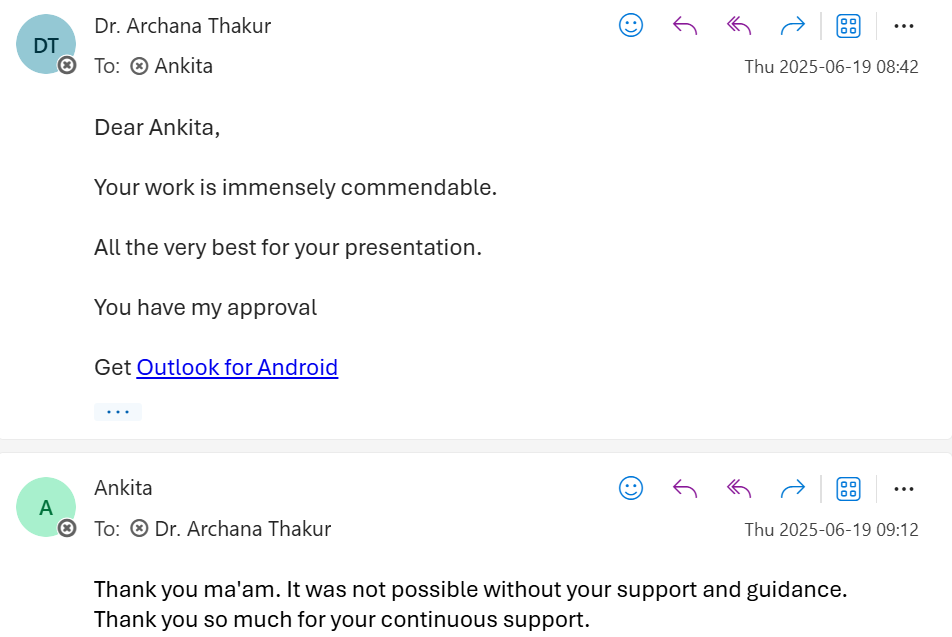 DT
Dr. Archana Thakur
To: Ankita
Thu 2025-06-19 08:42
Dear Ankita,
Your work is immensely commendable.
All the very best for your presentation.
You have my approval
Get Outlook for Android
A
Ankita
To: Dr. Archana Thakur
Thu 2025-06-19 09:12
Thank you ma'am. It was not possible without your support and guidance.
Thank you so much for your continuous support.